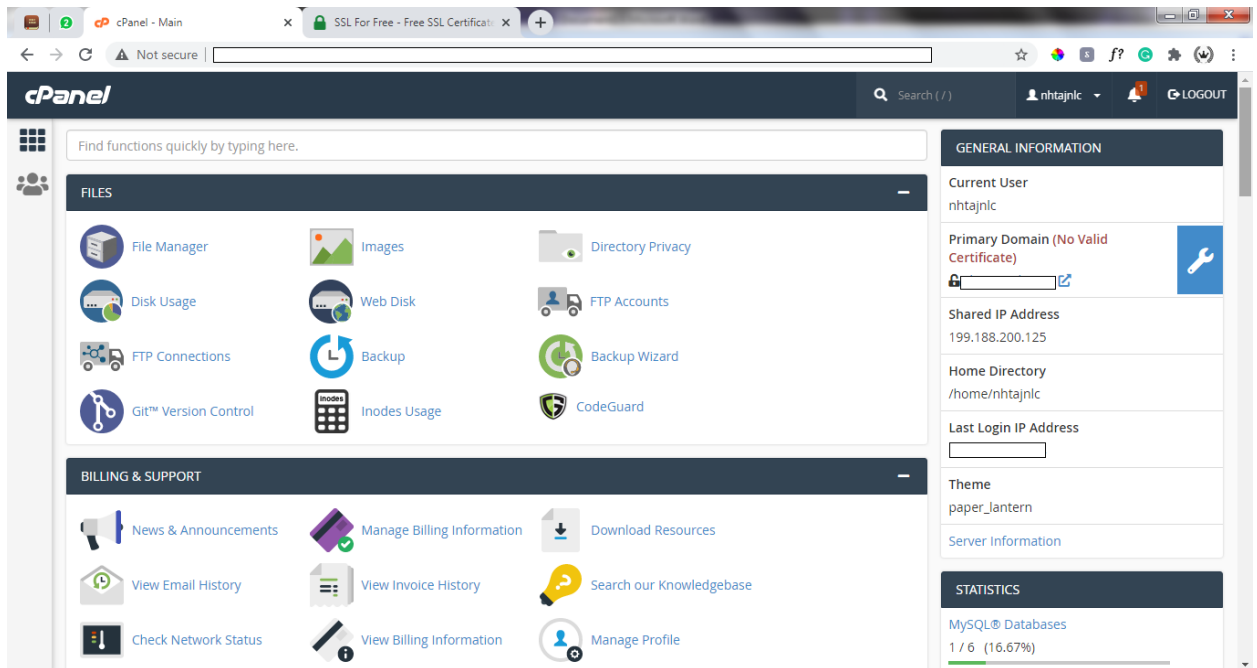 2
cPanel - Main
SSL For Free - Free SSL Certificate
Not secure
S
f?
G
cPanel
Search ( / )
nhtajnlc
1
LOGOUT
Find functions quickly by typing here.
FILES
File Manager
Images
Directory Privacy
Disk Usage
Web Disk
FTP Accounts
FTP Connections
Backup
Backup Wizard
Git™ Version Control
inodes
Inodes Usage
CodeGuard
BILLING & SUPPORT
News & Announcements
Manage Billing Information
Download Resources
View Email History
View Invoice History
Search our Knowledgebase
Check Network Status
View Billing Information
Manage Profile
GENERAL INFORMATION
Current User
nhtajnlc
Primary Domain (No Valid
Certificate)
Shared IP Address
199.188.200.125
Home Directory
/home/nhtajnlc
Last Login IP Address
Theme
paper_lantern
Server Information
STATISTICS
MySQL® Databases
1 / 6 (16.67%)